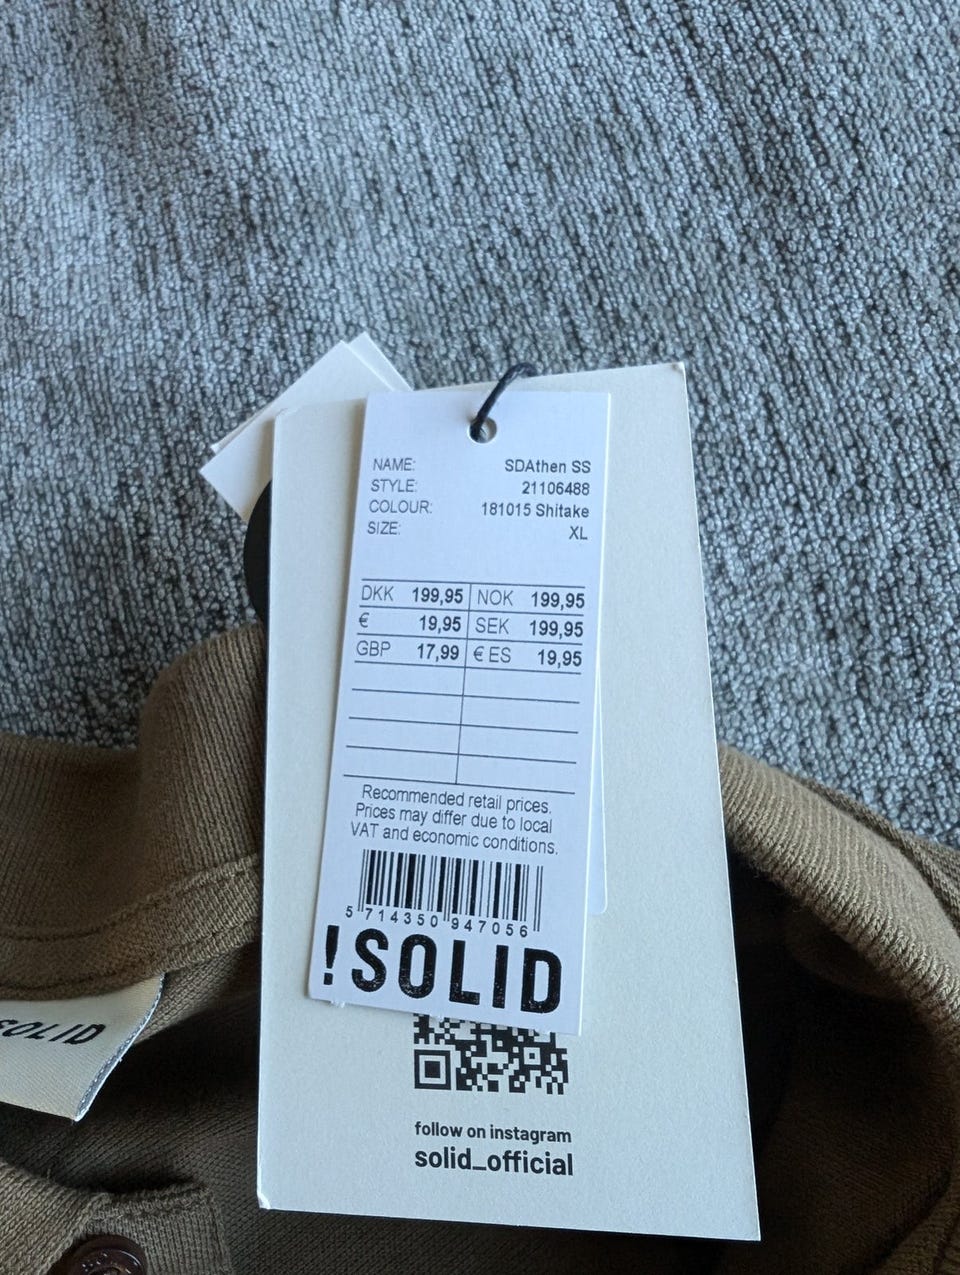 NAME: SDAthen SS
STYLE: 21106488
COLOUR: 181015 Shitake
SIZE: XL
DKK 199,95 NOK 199,95
€ 19,95 SEK 199,95
GBP 17,99 € ES 19,95
Recommended retail prices.
Prices may differ due to local
VAT and economic conditions.
5 714350 947056
!SOLID
SOLID
follow on instagram
solid_official